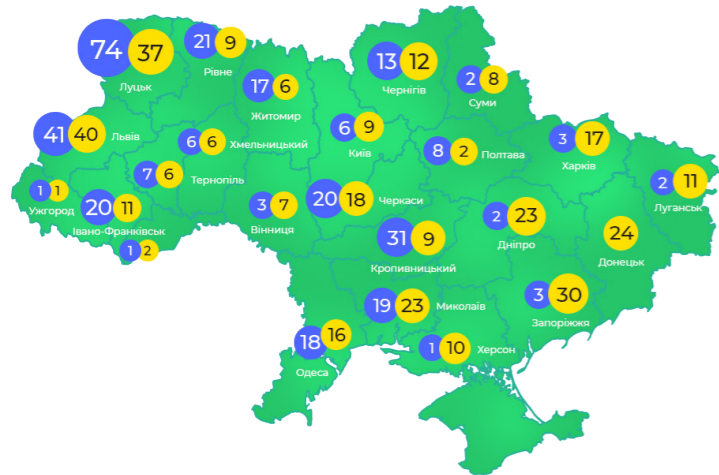 74 37
Луцьк
21 9
Рівне
13 12
Чернігів
2 8
Суми
17 6
Житомир
41 40
Львів
6 6
Хмельницький
6 9
Київ
8 2
Полтава
3 17
Харків
7 6
Тернопіль
2 11
Луганськ
1 1
Ужгород
20 11
Івано-Франківськ
3 7
Вінниця
20 18
Черкаси
2 23
Дніпро
24
Донецьк
1 2
31 9
Кропивницький
3 30
Запоріжжя
19 23
Миколаїв
18 16
Одеса
1 10
Херсон